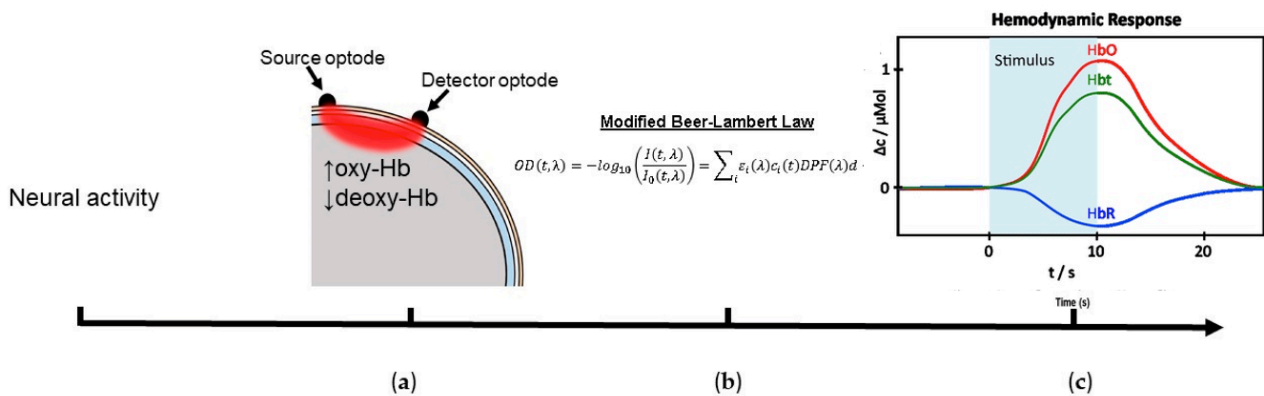 Neural activity
Source optode
Detector optode
↑oxy-Hb
↓deoxy-Hb
Modified Beer-Lambert Law
OD(t,λ) = −log₁₀(I(t,λ)/I₀(t,λ)) = ∑ᵢ εᵢ(λ)cᵢ(t)DPF(λ)d
Hemodynamic Response
Δc / μMol
1
0
Stimulus
HbO
Hbt
HbR
0 10 20
t / s
Time (s)
(a) (b) (c)